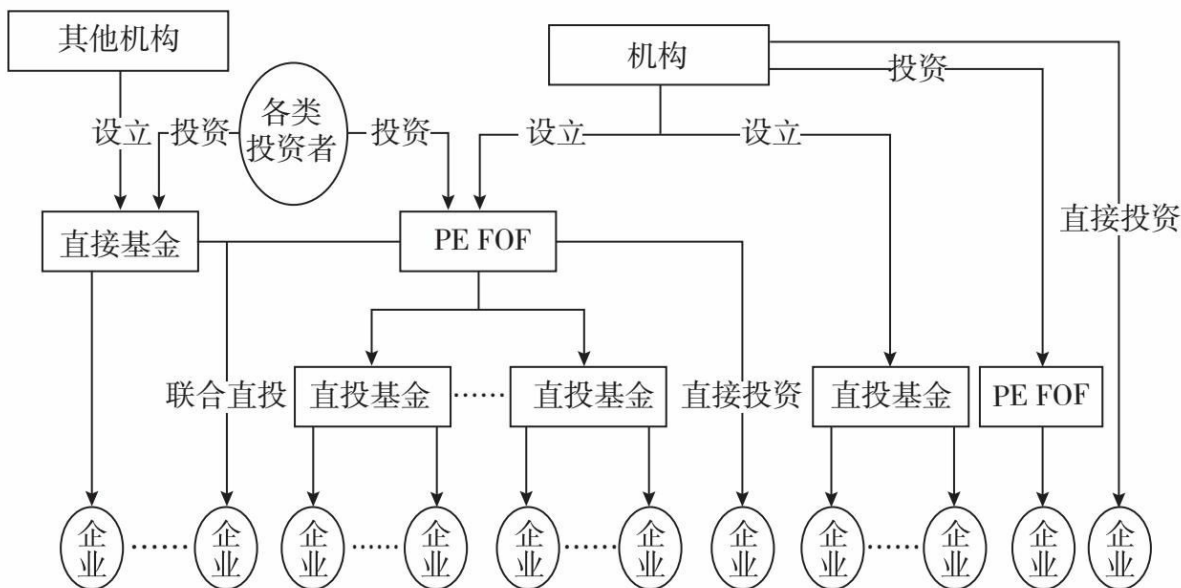 其他机构
机构
投资
各类
投资者
设立
投资
投资
设立
设立
直接投资
直接基金
PE FOF
联合直投
直投基金
……
直投基金
直接投资
直投基金
PE FOF
企业
……
企业
企业
……
企业
企业
……
企业
企业
企业
……
企业
企业
企业